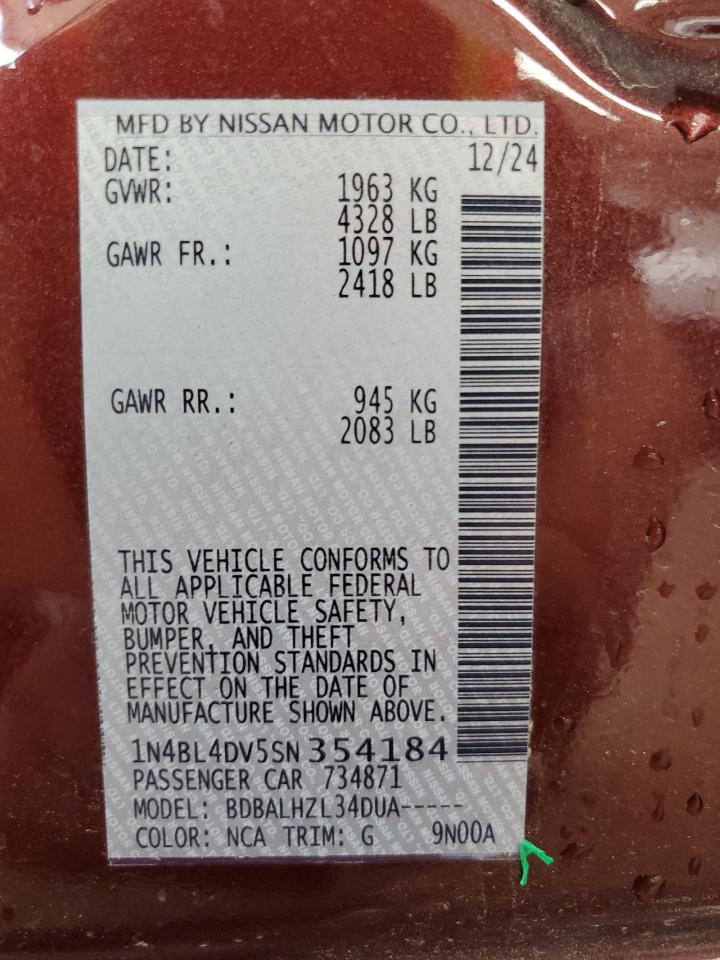 MFD BY NISSAN MOTOR CO., LTD.
DATE: 12/24
GVWR: 1963 KG
4328 LB
GAWR FR.: 1097 KG
2418 LB
GAWR RR.: 945 KG
2083 LB
THIS VEHICLE CONFORMS TO
ALL APPLICABLE FEDERAL
MOTOR VEHICLE SAFETY,
BUMPER, AND THEFT
PREVENTION STANDARDS IN
EFFECT ON THE DATE OF
MANUFACTURE SHOWN ABOVE.
1N4BL4DV5SN354184
PASSENGER CAR 734871
MODEL: BDBALHZL34DUA-----
COLOR: NCA TRIM: G 9N00A